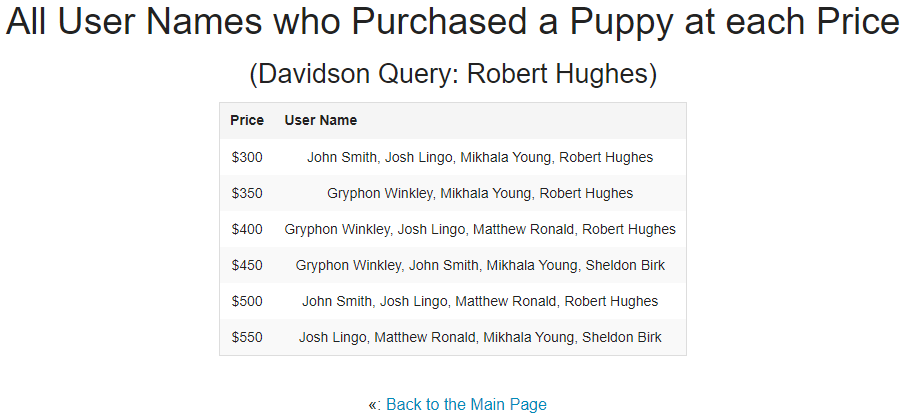 All User Names who Purchased a Puppy at each Price
(Davidson Query: Robert Hughes)
Price User Name
$300 John Smith, Josh Lingo, Mikhala Young, Robert Hughes
$350 Gryphon Winkley, Mikhala Young, Robert Hughes
$400 Gryphon Winkley, Josh Lingo, Matthew Ronald, Robert Hughes
$450 Gryphon Winkley, John Smith, Mikhala Young, Sheldon Birk
$500 John Smith, Josh Lingo, Matthew Ronald, Robert Hughes
$550 Josh Lingo, Matthew Ronald, Mikhala Young, Sheldon Birk
«: Back to the Main Page